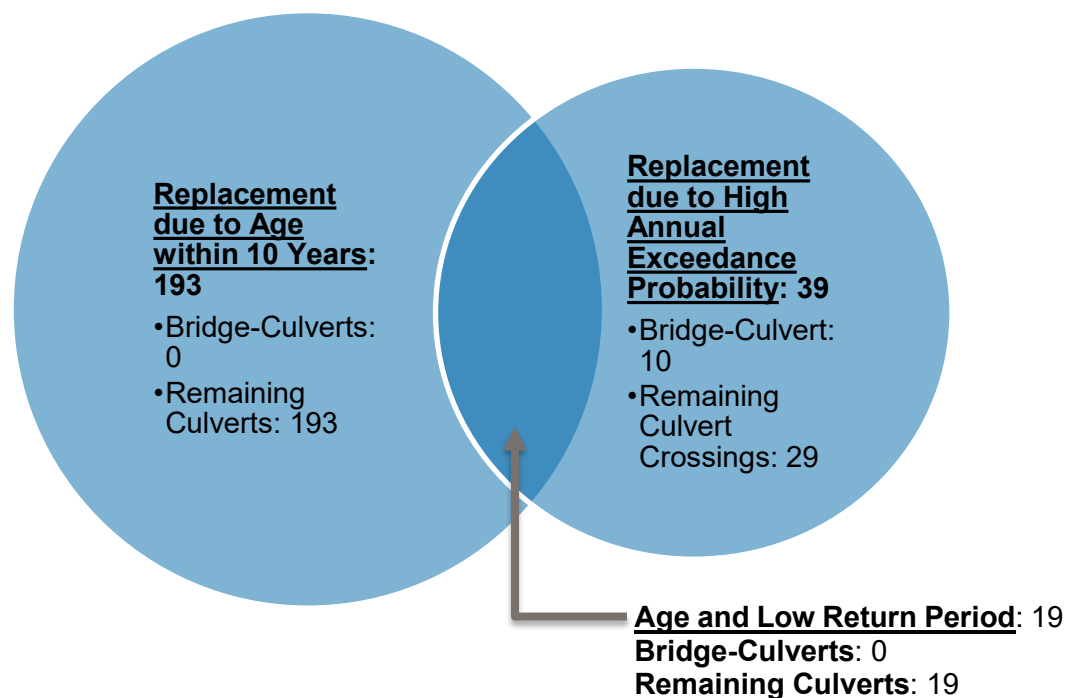 Replacement
due to Age
within 10 Years:
193
•Bridge-Culverts:
0
•Remaining
Culverts: 193
Replacement
due to High
Annual
Exceedance
Probability: 39
•Bridge-Culvert:
10
•Remaining
Culvert
Crossings: 29
Age and Low Return Period: 19
Bridge-Culverts: 0
Remaining Culverts: 19